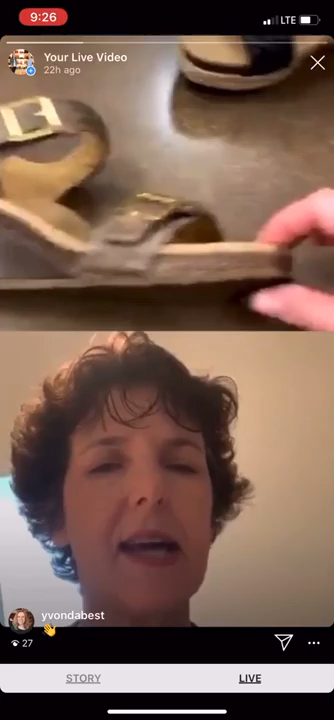 9:26
LTE
Your Live Video
22h ago
yvondabest
27
STORY
LIVE